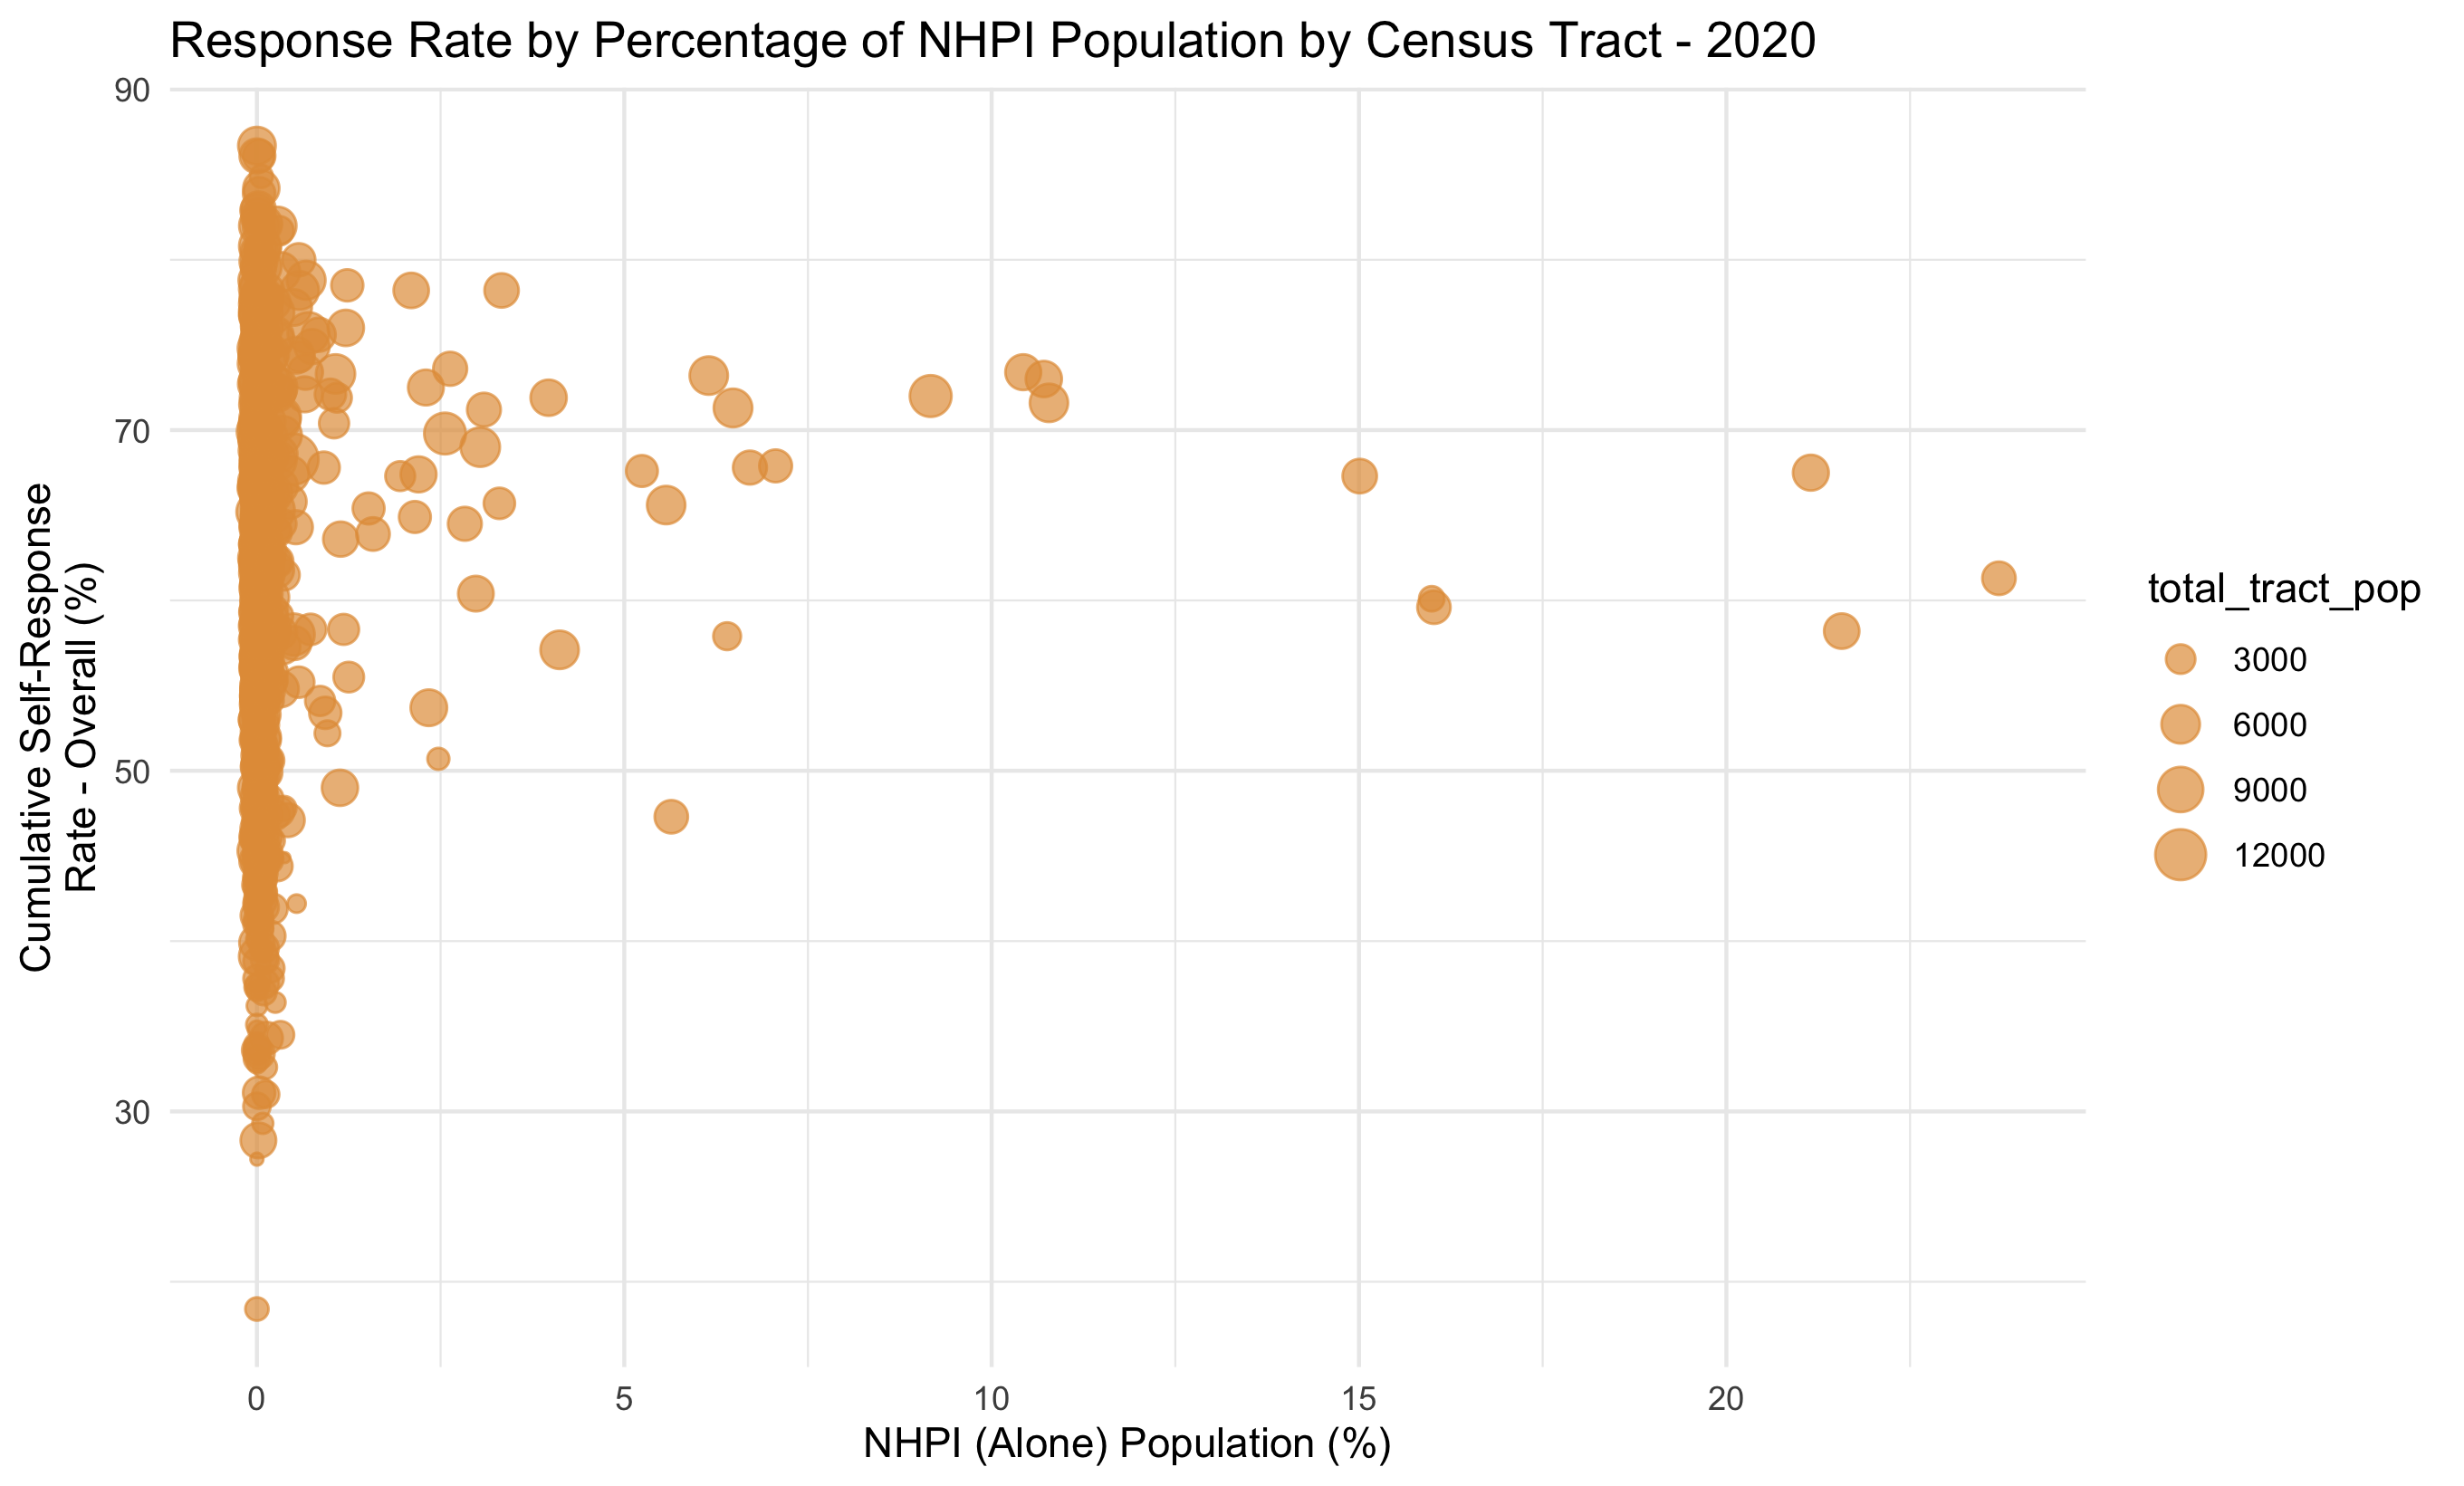 Response Rate by Percentage of NHPI Population by Census Tract - 2020
Cumulative Self-Response
Rate - Overall (%)
90
70
50
30
0
5
10
15
20
NHPI (Alone) Population (%)
total_tract_pop
3000
6000
9000
12000